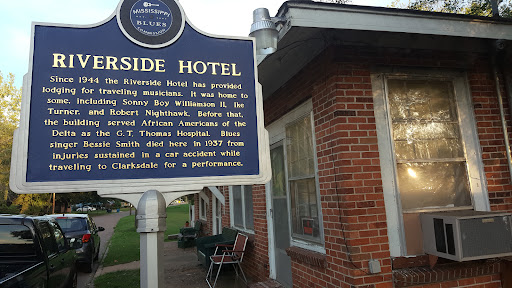 MISSISSIPPI
BLUES
RIVERSIDE HOTEL
Since 1944 the Riverside Hotel has provided
lodging for traveling musicians. It was home to
some, including Sonny Boy Williamson II, Ike
Turner, and Robert Nighthawk. Before that,
the building served African Americans of the
Delta as the G.T. Thomas Hospital. Blues
singer Bessie Smith died here in 1937 from
injuries sustained in a car accident while
traveling to Clarksdale for a performance.